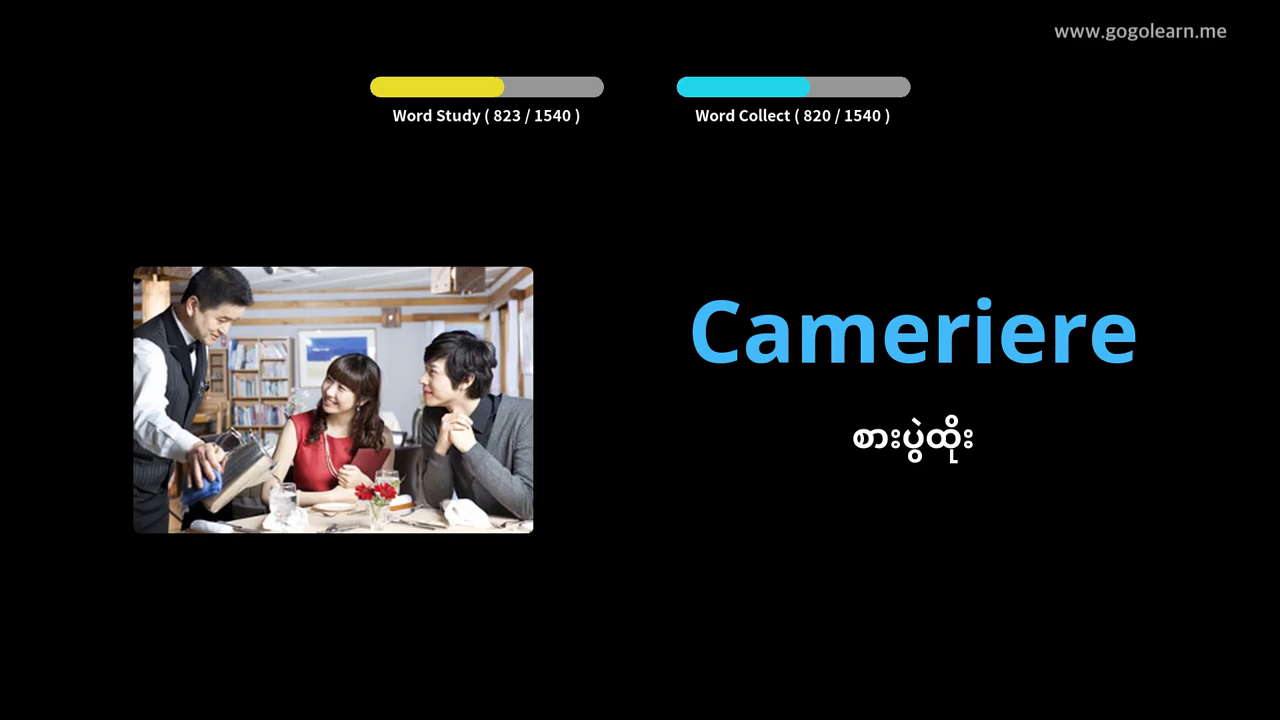 www.gogolearn.me
Word Study ( 823 / 1540 )
Word Collect ( 820 / 1540 )
Cameriere
စားပွဲထိုး